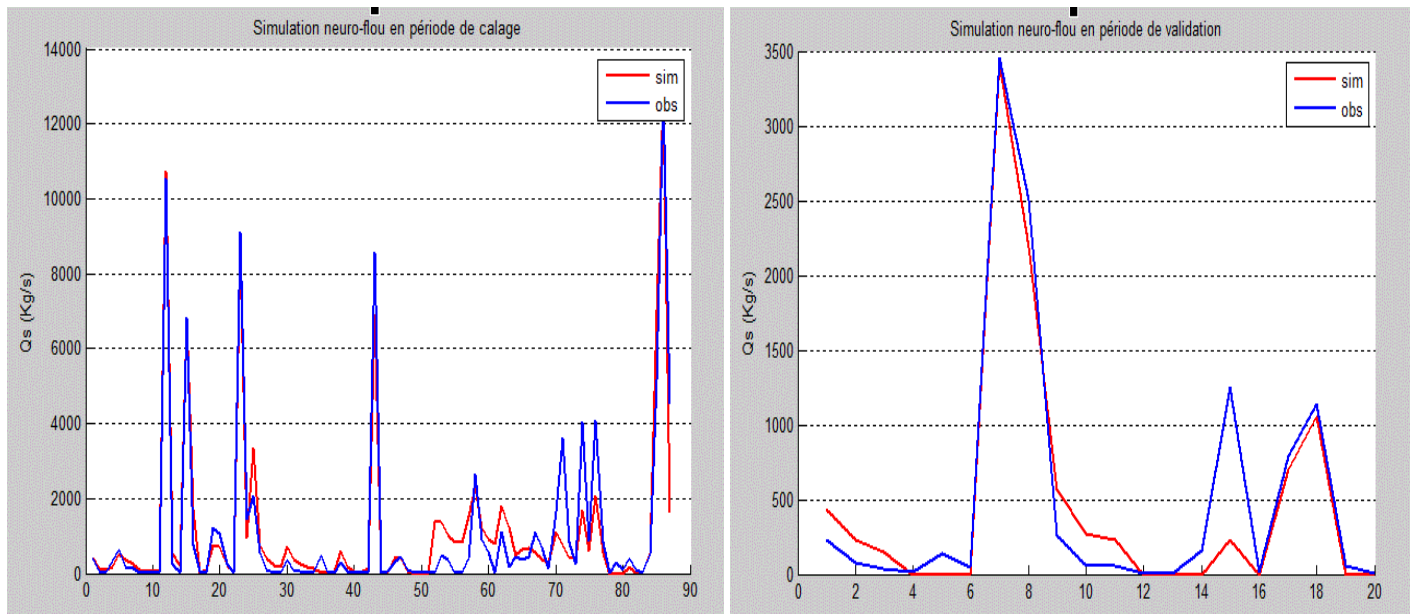 Simulation neuro-flou en période de calage
14000
12000
10000
8000
6000
4000
2000
0
Qs (Kg/s)
sim
obs
0 10 20 30 40 50 60 70 80 90
Simulation neuro-flou en période de validation
3500
3000
2500
2000
1500
1000
500
0
Qs (Kg/s)
sim
obs
0 2 4 6 8 10 12 14 16 18 20